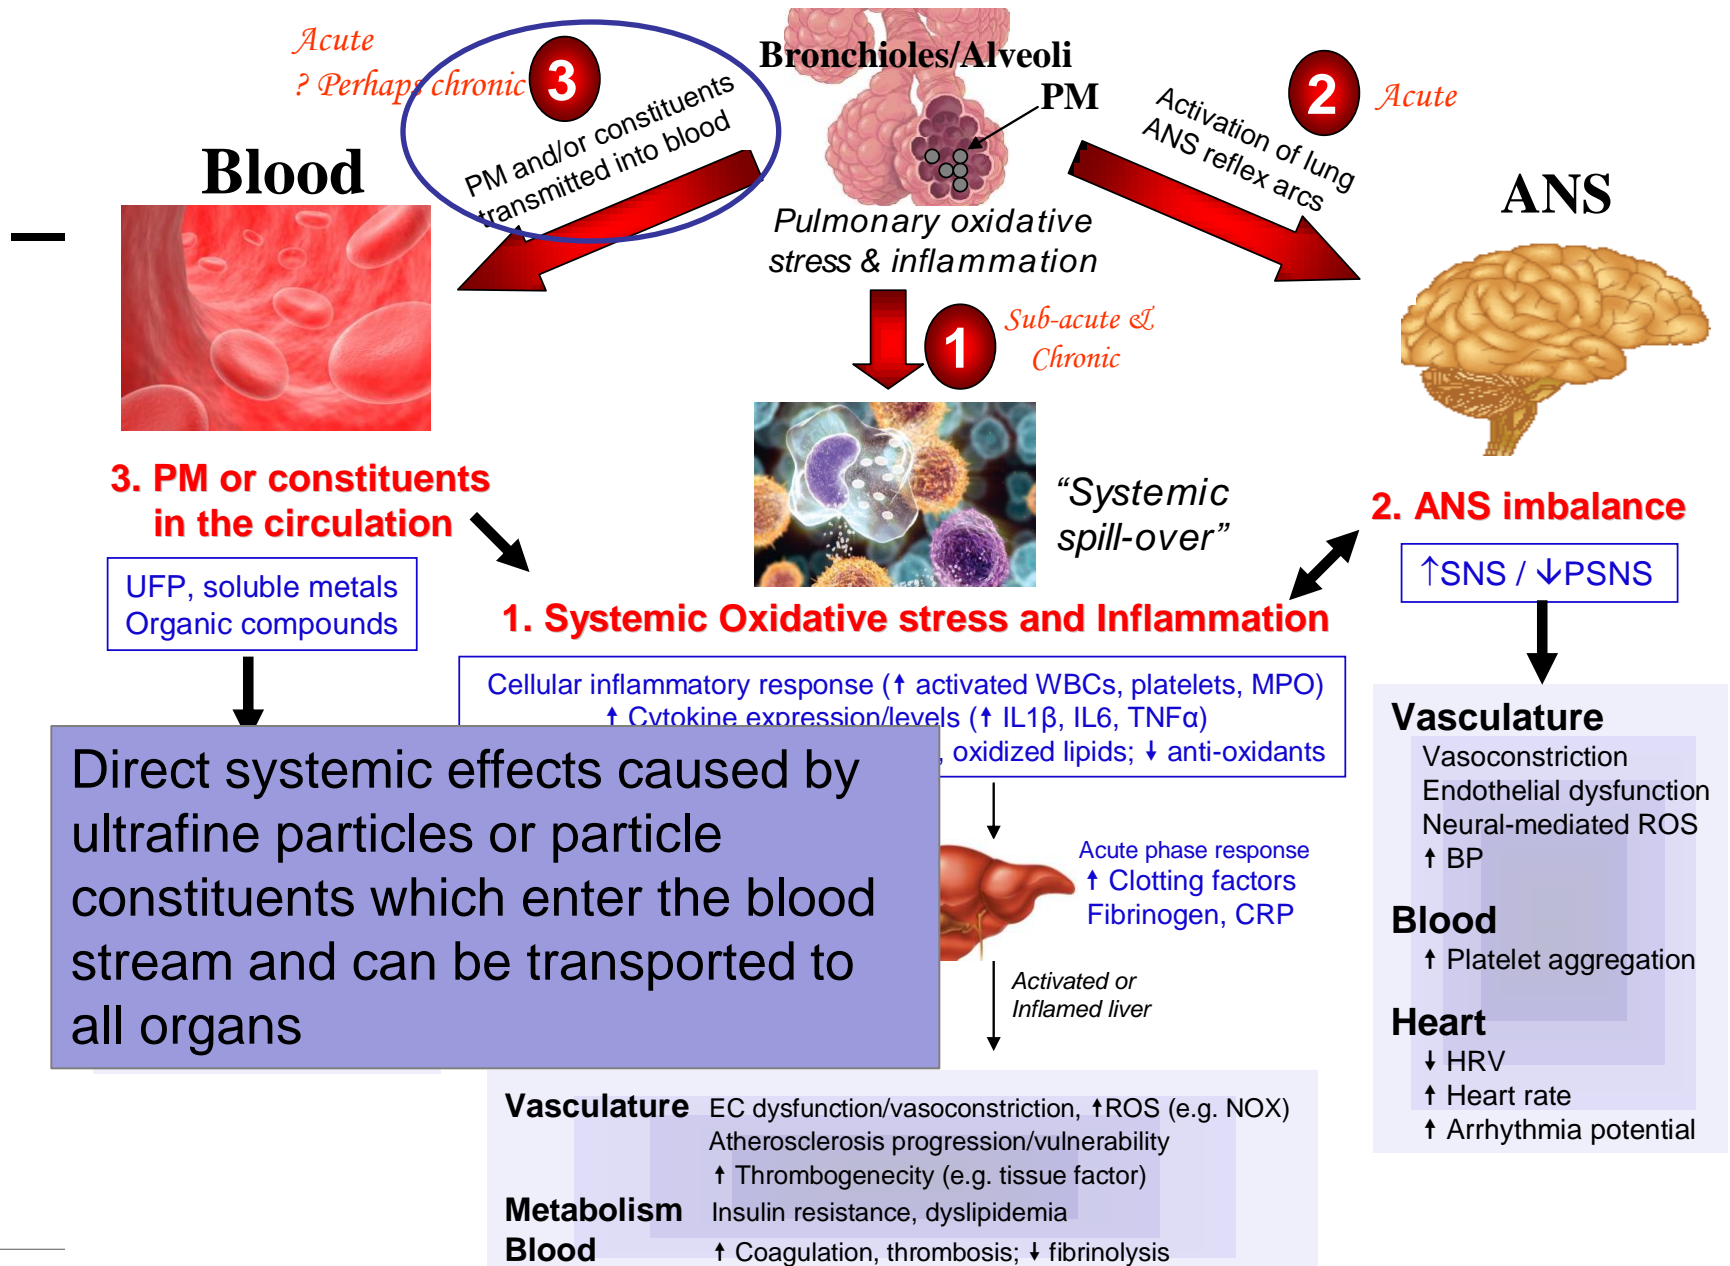 Acute
? Perhaps chronic
3
PM and/or constituents
transmitted into blood
Bronchioles/Alveoli
PM
2
Acute
Activation of lung
ANS reflex arcs
Blood
ANS
Pulmonary oxidative
stress & inflammation
1
Sub-acute &
Chronic
3. PM or constituents
in the circulation
"Systemic
spill-over"
2. ANS imbalance
UFP, soluble metals
Organic compounds
↑SNS / ↓PSNS
1. Systemic Oxidative stress and Inflammation
Cellular inflammatory response (↑ activated WBCs, platelets, MPO)
↑ Cytokine expression/levels (↑ IL1β, IL6, TNFα)
, oxidized lipids; ↓ anti-oxidants
Direct systemic effects caused by
ultrafine particles or particle
constituents which enter the blood
stream and can be transported to
all organs
Acute phase response
↑ Clotting factors
Fibrinogen, CRP
Activated or
Inflamed liver
Vasculature
Vasoconstriction
Endothelial dysfunction
Neural-mediated ROS
↑ BP
Blood
↑ Platelet aggregation
Heart
↓ HRV
↑ Heart rate
↑ Arrhythmia potential
Vasculature EC dysfunction/vasoconstriction, ↑ROS (e.g. NOX)
Atherosclerosis progression/vulnerability
↑ Thrombogenecity (e.g. tissue factor)
Metabolism Insulin resistance, dyslipidemia
Blood ↑ Coagulation, thrombosis; ↓ fibrinolysis